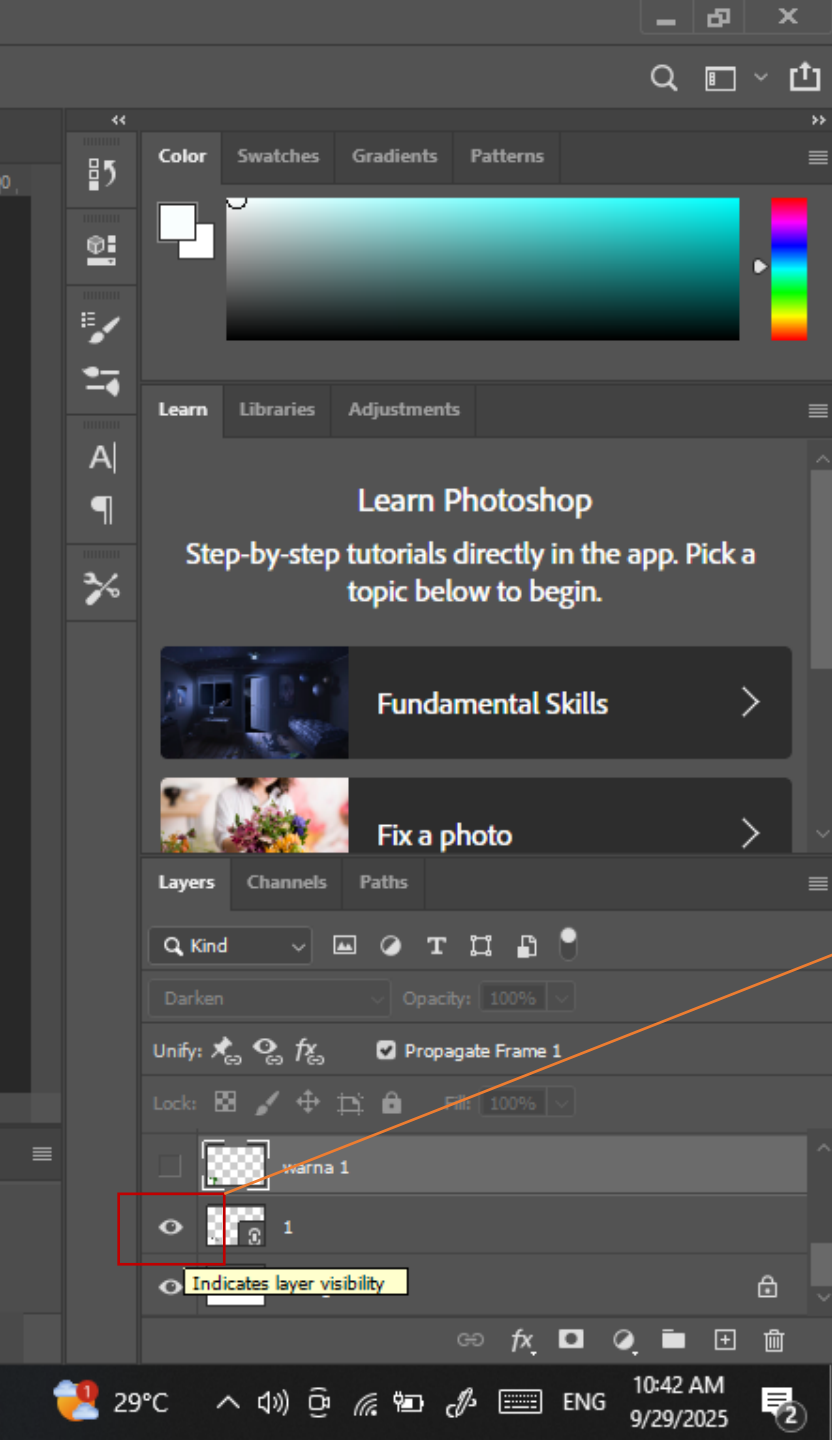 Color Swatches Gradients Patterns
Learn Libraries Adjustments
Learn Photoshop
Step-by-step tutorials directly in the app. Pick a
topic below to begin.
Fundamental Skills
Fix a photo
Layers Channels Paths
Kind
Darken Opacity: 100%
Unify: Propagate Frame 1
Lock: Fill: 100%
warna 1
1
Indicates layer visibility
1 29°C ENG 10:42 AM
9/29/2025 2